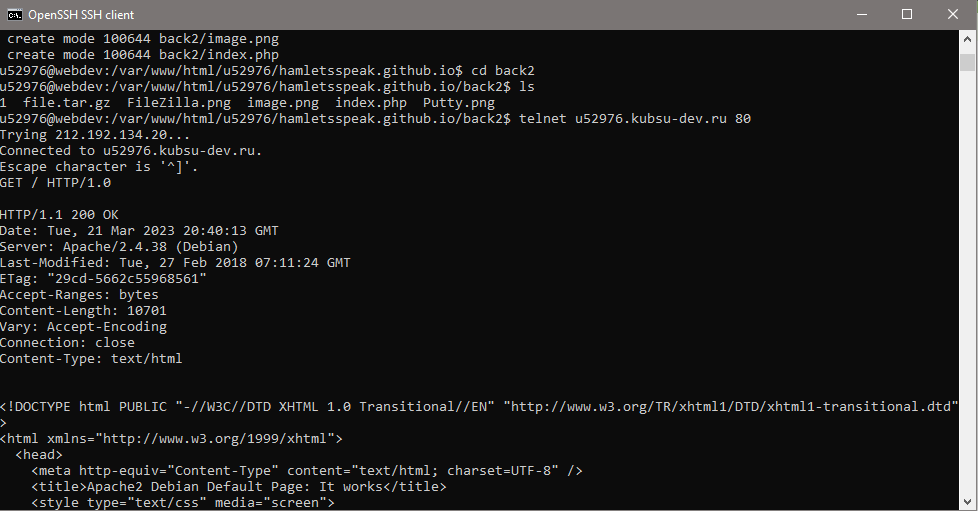 OpenSSH SSH client
create mode 100644 back2/image.png
create mode 100644 back2/index.php
u52976@webdev:/var/www/html/u52976/hamletsspeak.github.io$ cd back2
u52976@webdev:/var/www/html/u52976/hamletsspeak.github.io/back2$ ls
1  file.tar.gz  FileZilla.png  image.png  index.php  Putty.png
u52976@webdev:/var/www/html/u52976/hamletsspeak.github.io/back2$ telnet u52976.kubsu-dev.ru 80
Trying 212.192.134.20...
Connected to u52976.kubsu-dev.ru.
Escape character is '^]'.
GET / HTTP/1.0
HTTP/1.1 200 OK
Date: Tue, 21 Mar 2023 20:40:13 GMT
Server: Apache/2.4.38 (Debian)
Last-Modified: Tue, 27 Feb 2018 07:11:24 GMT
ETag: "29cd-5662c55968561"
Accept-Ranges: bytes
Content-Length: 10701
Vary: Accept-Encoding
Connection: close
Content-Type: text/html
<!DOCTYPE html PUBLIC "-//W3C//DTD XHTML 1.0 Transitional//EN" "http://www.w3.org/TR/xhtml1/DTD/xhtml1-transitional.dtd"
>
<html xmlns="http://www.w3.org/1999/xhtml">
  <head>
    <meta http-equiv="Content-Type" content="text/html; charset=UTF-8" />
    <title>Apache2 Debian Default Page: It works</title>
    <style type="text/css" media="screen">